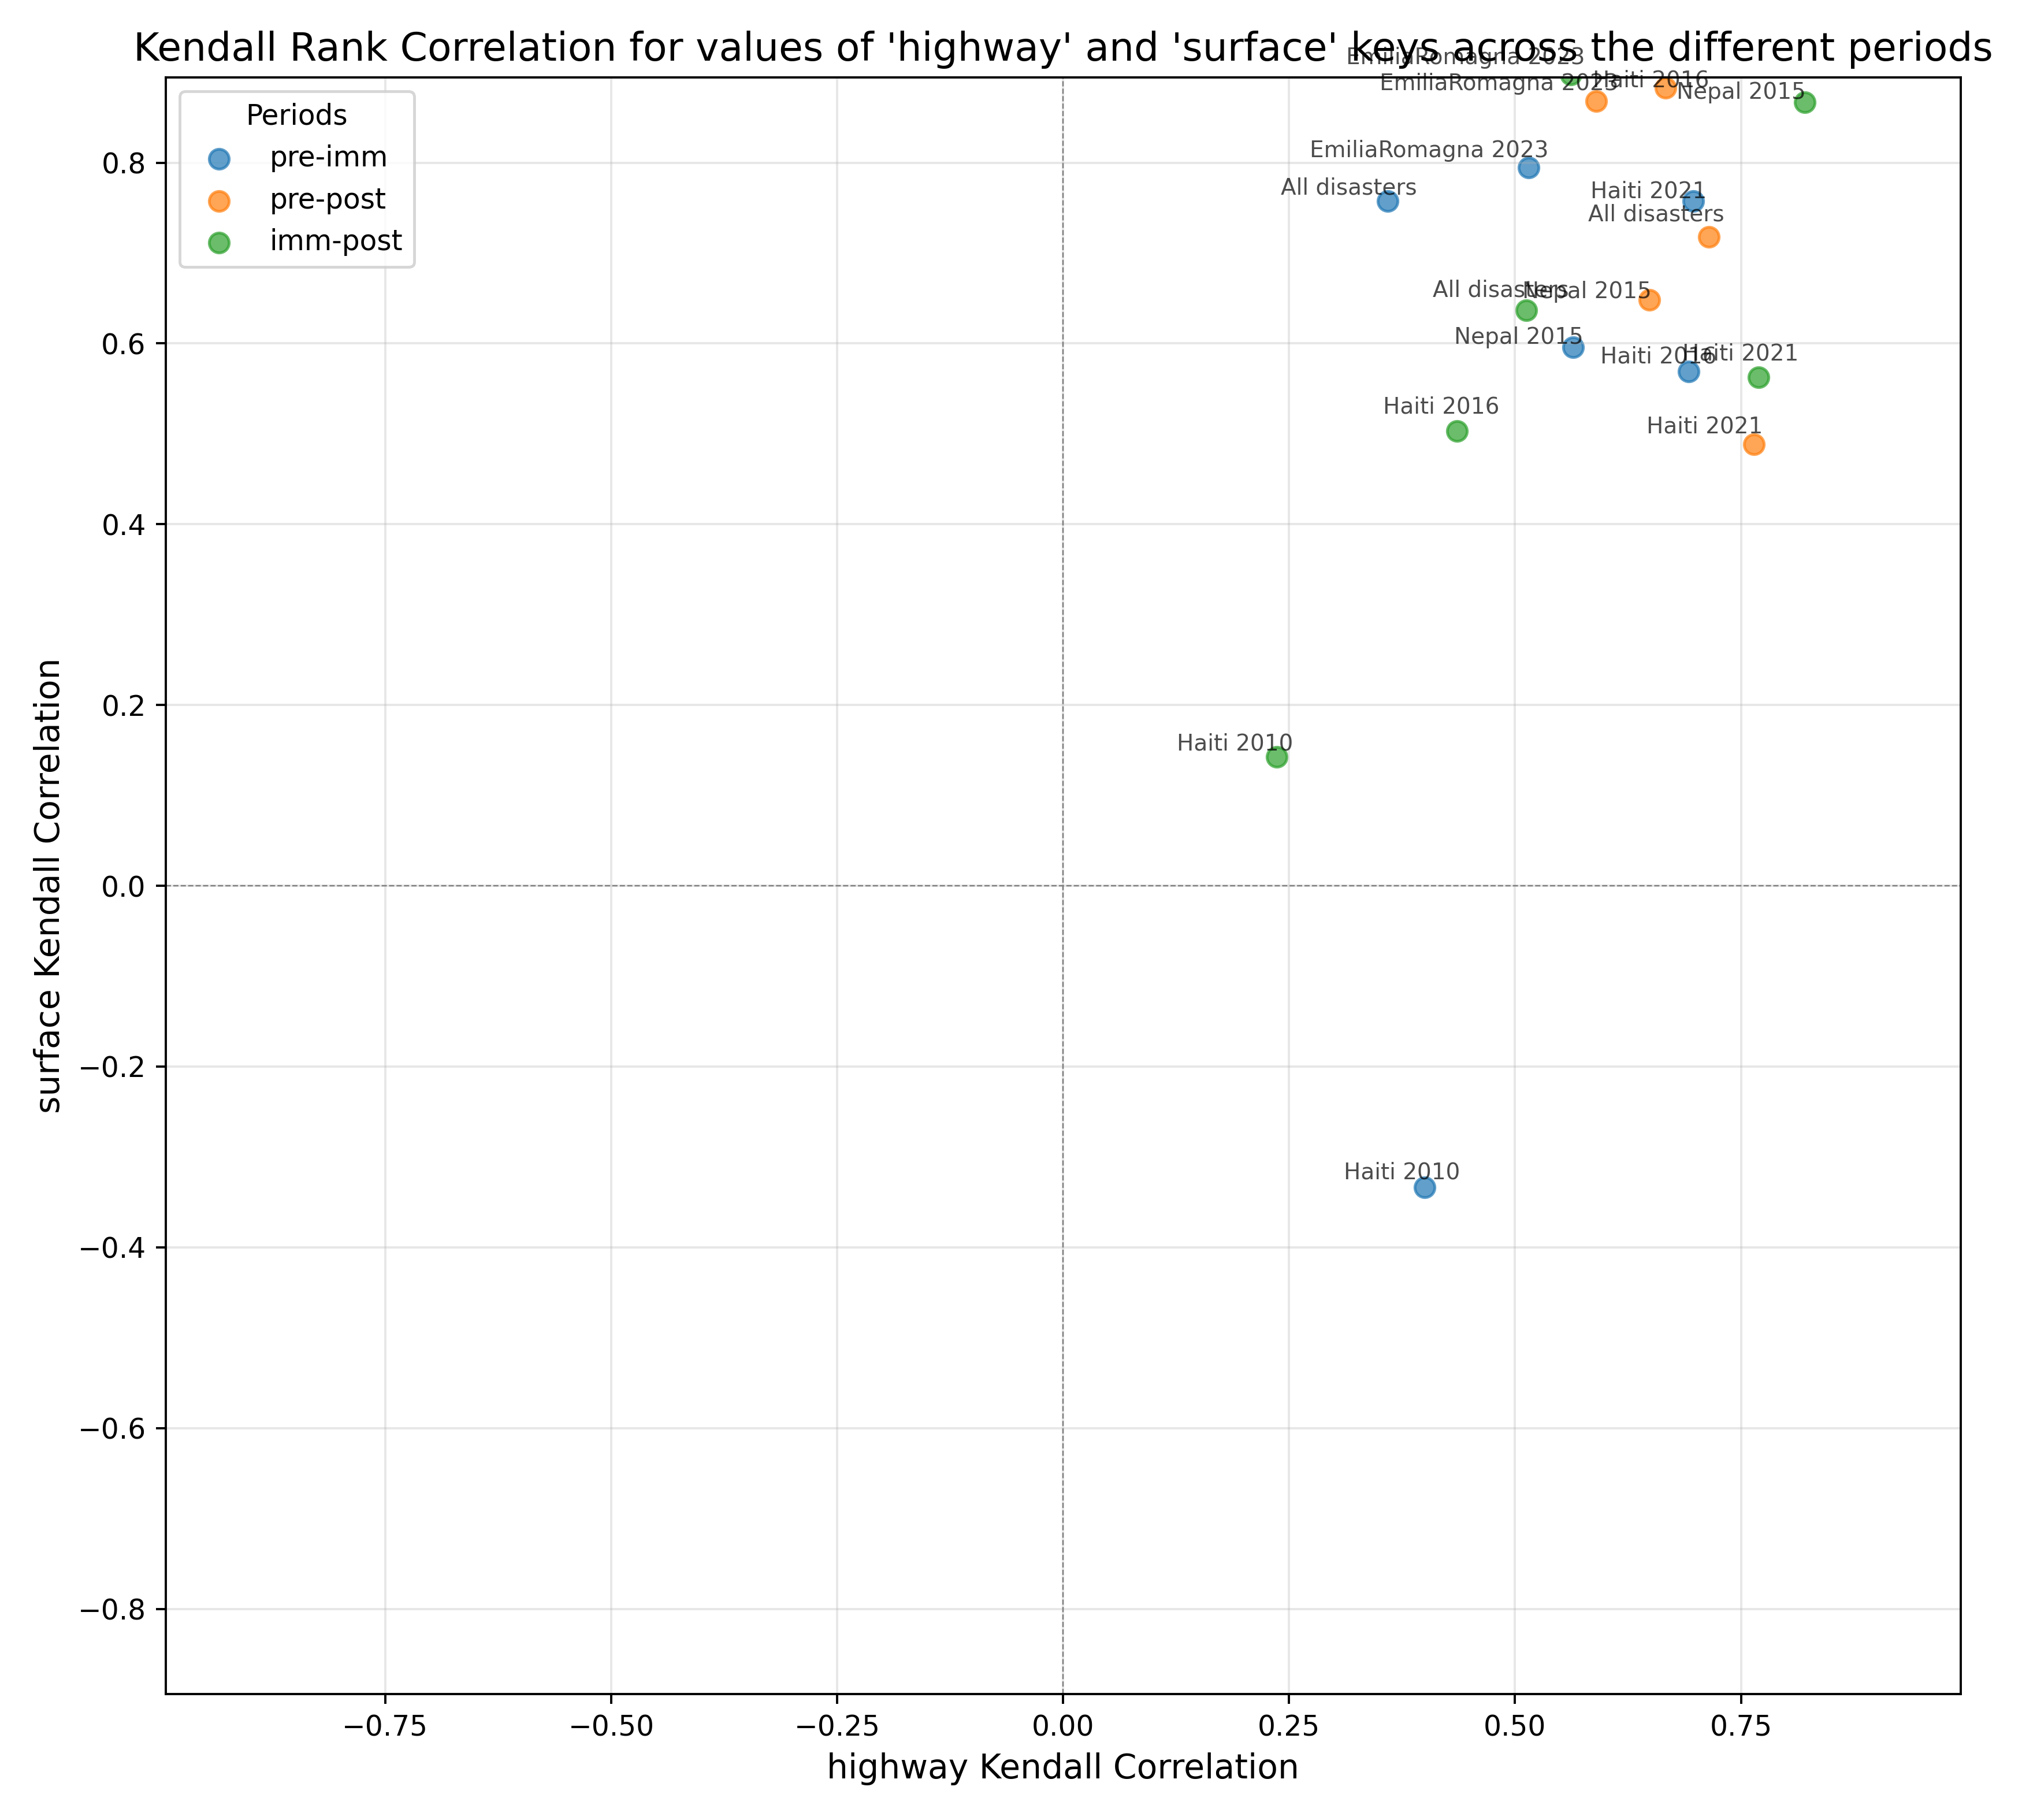 Kendall Rank Correlation for values of 'highway' and 'surface' keys across the different periods
EmiliaRomagna 2023
EmiliaRomagna 2023
Haiti 2016
Nepal 2015
Periods
pre-imm
pre-post
imm-post
EmiliaRomagna 2023
All disasters
Haiti 2021
All disasters
All disasters
Nepal 2015
Nepal 2015
Haiti 2016
Haiti 2021
Haiti 2016
Haiti 2021
Haiti 2010
Haiti 2010
0.8
0.6
0.4
0.2
0.0
−0.2
−0.4
−0.6
−0.8
surface Kendall Correlation
−0.75
−0.50
−0.25
0.00
0.25
0.50
0.75
highway Kendall Correlation